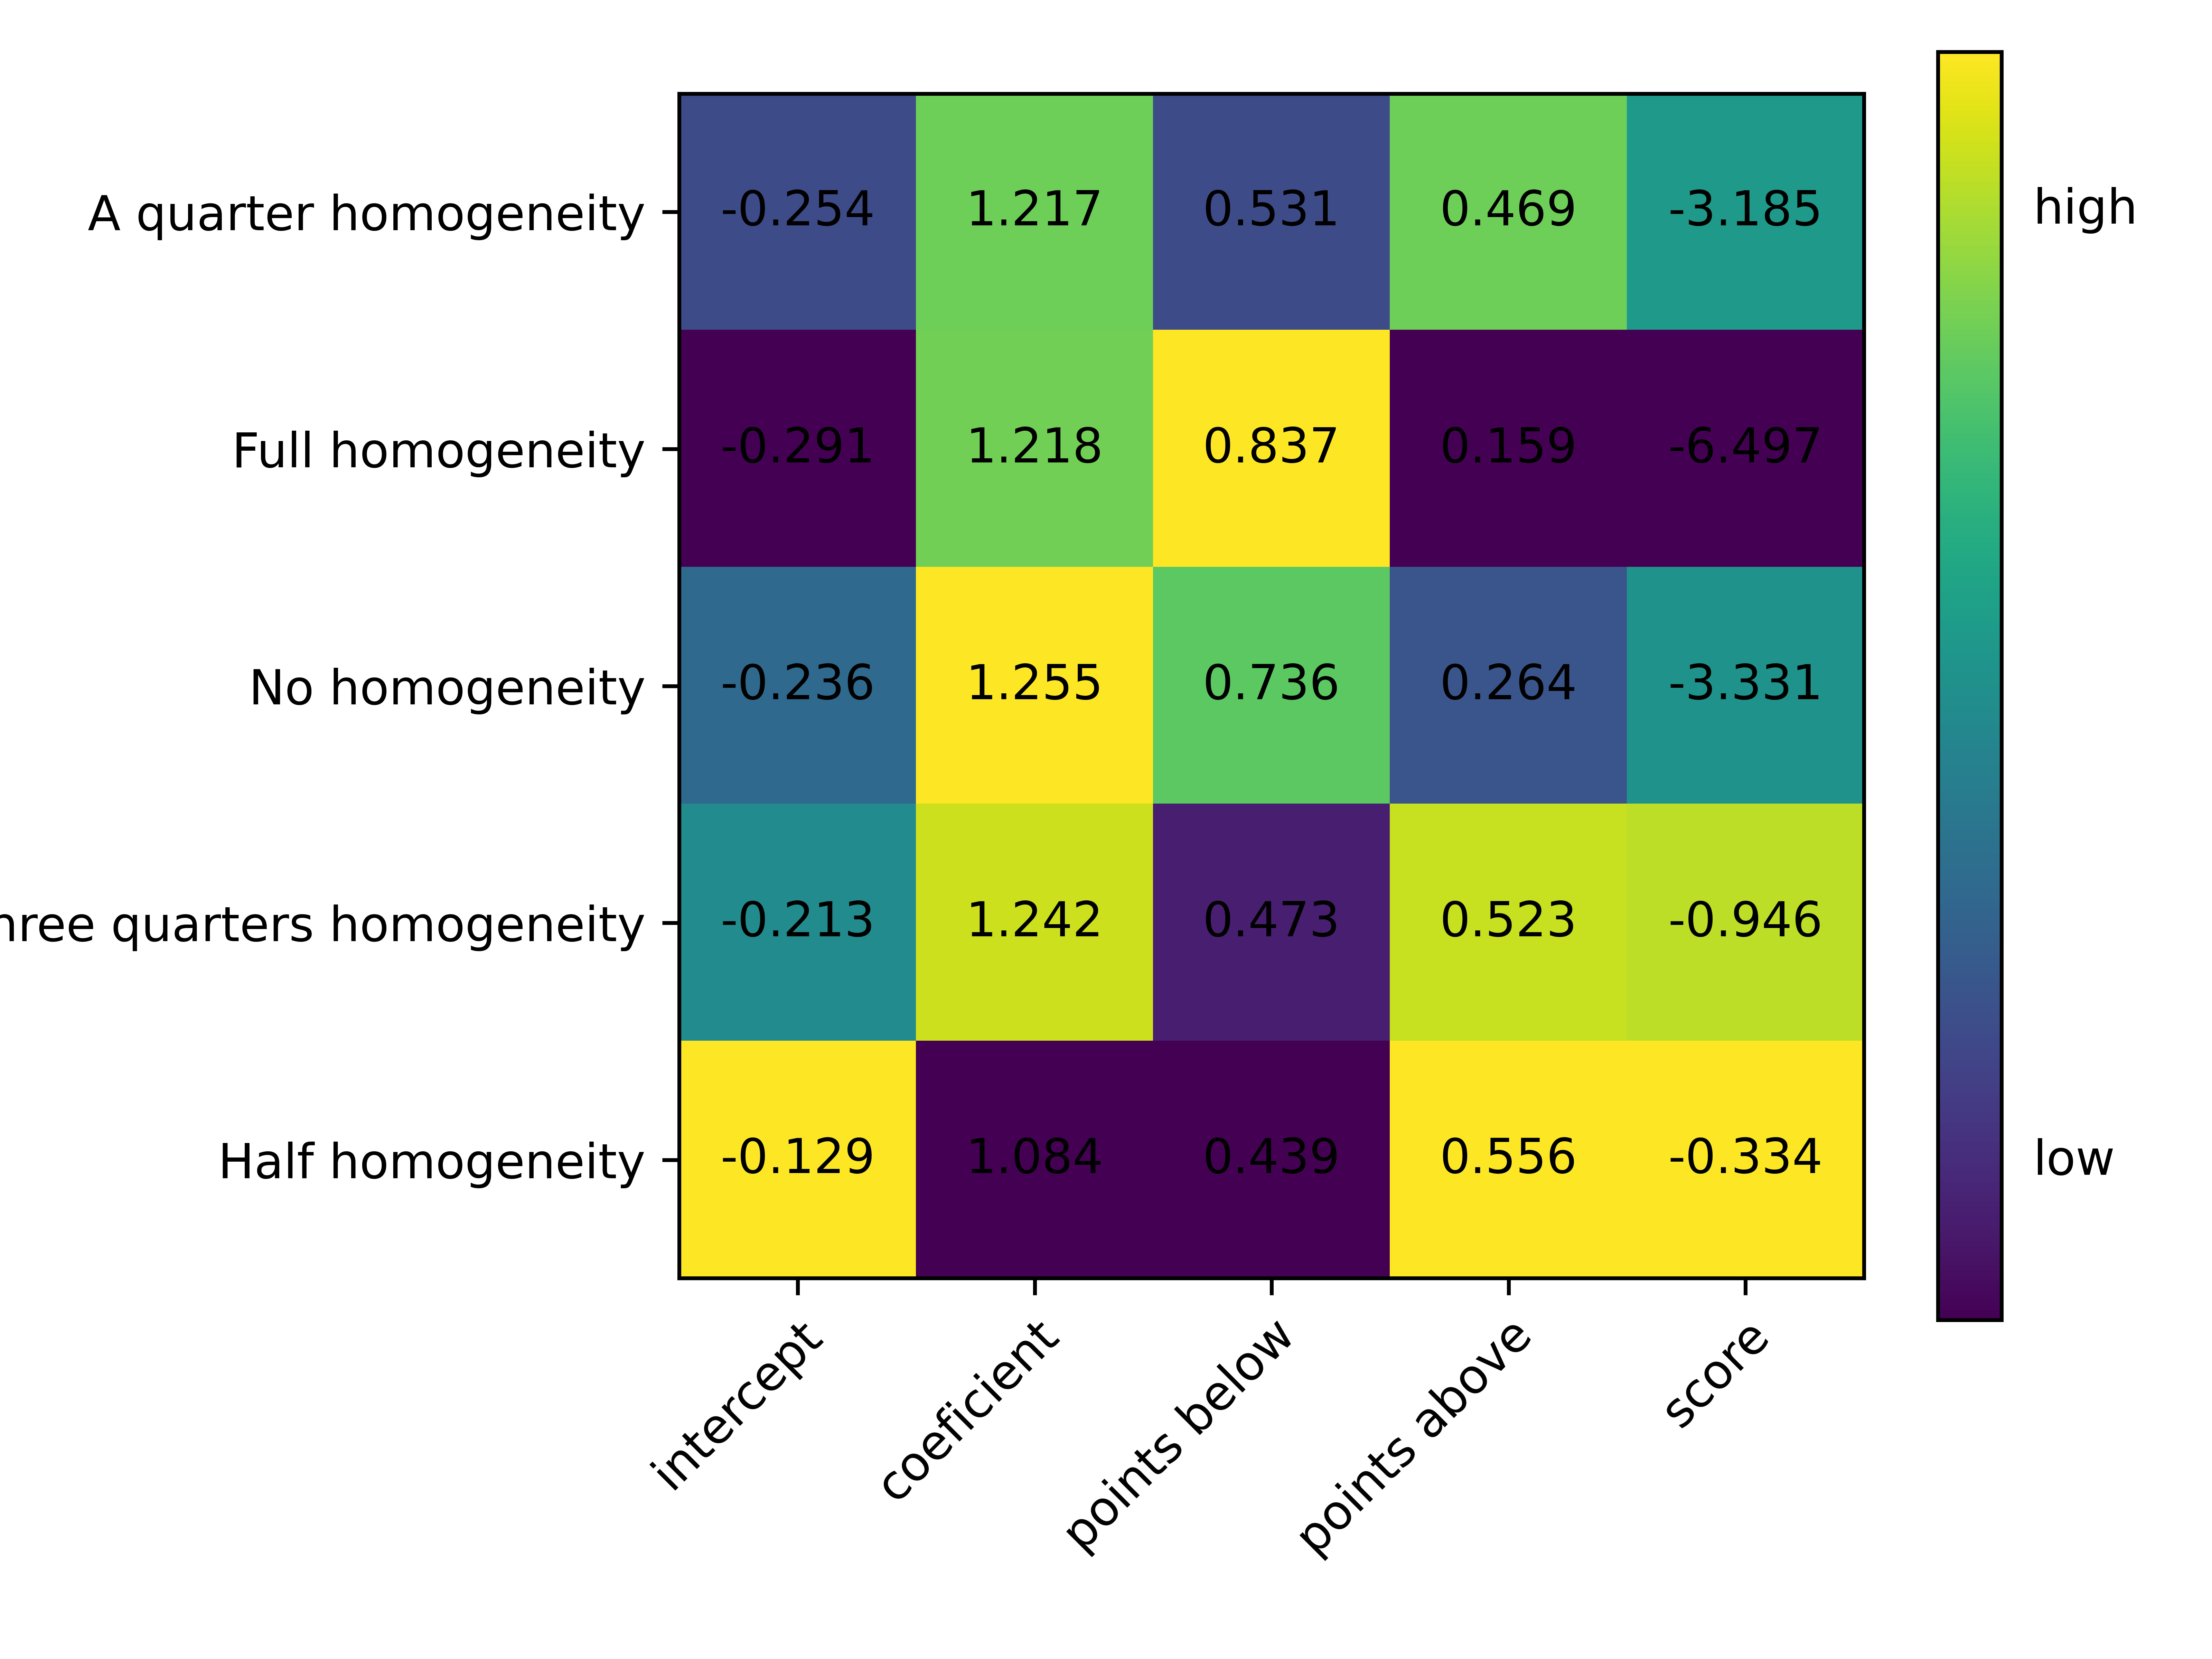 A quarter homogeneity -0.254 1.217 0.531 0.469 -3.185
Full homogeneity -0.291 1.218 0.837 0.159 -6.497
No homogeneity -0.236 1.255 0.736 0.264 -3.331
hree quarters homogeneity -0.213 1.242 0.473 0.523 -0.946
Half homogeneity -0.129 1.084 0.439 0.556 -0.334
intercept
coeficient
points below
points above
score
high
low